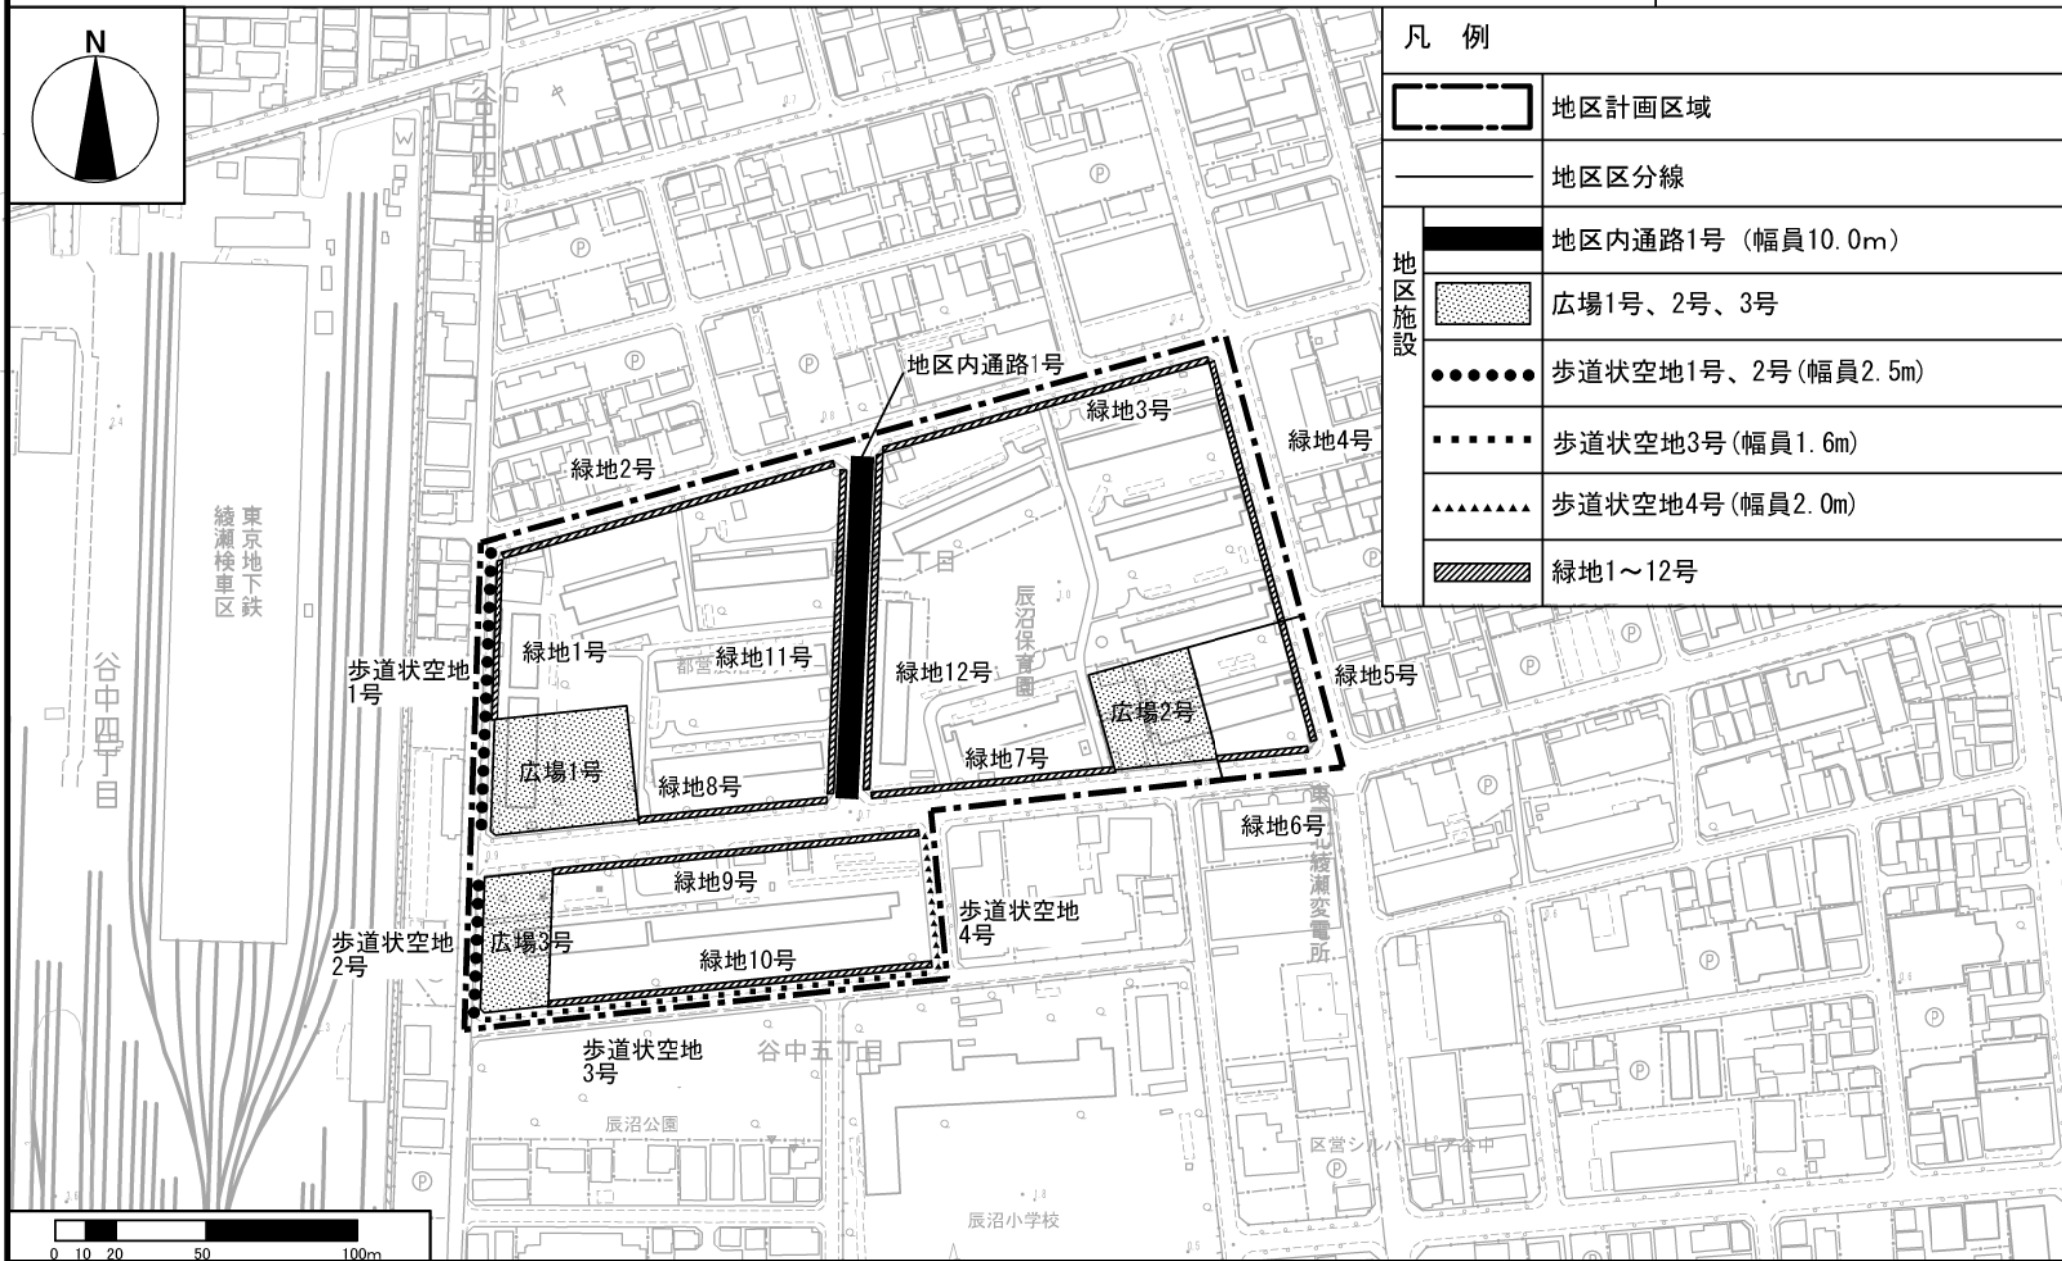 N
凡 例
地区計画区域
地区区分線
地区施設
地区内通路1号 (幅員10.0m)
広場1号、2号、3号
歩道状空地1号、2号(幅員2.5m)
歩道状空地3号(幅員1.6m)
歩道状空地4号(幅員2.0m)
緑地1～12号
地区内通路1号
緑地3号
緑地4号
緑地2号
東京地下鉄
綾瀬検車区
谷中四丁目
辰沼保育園
緑地1号
緑地11号
緑地12号
歩道状空地
1号
緑地5号
広場2号
緑地7号
広場1号
緑地8号
緑地6号
東北綾瀬変電所
緑地9号
歩道状空地
4号
歩道状空地
2号
広場3号
緑地10号
歩道状空地
3号
谷中五丁目
辰沼公園
区営シルバーピア谷中
辰沼小学校
0 10 20 50 100m